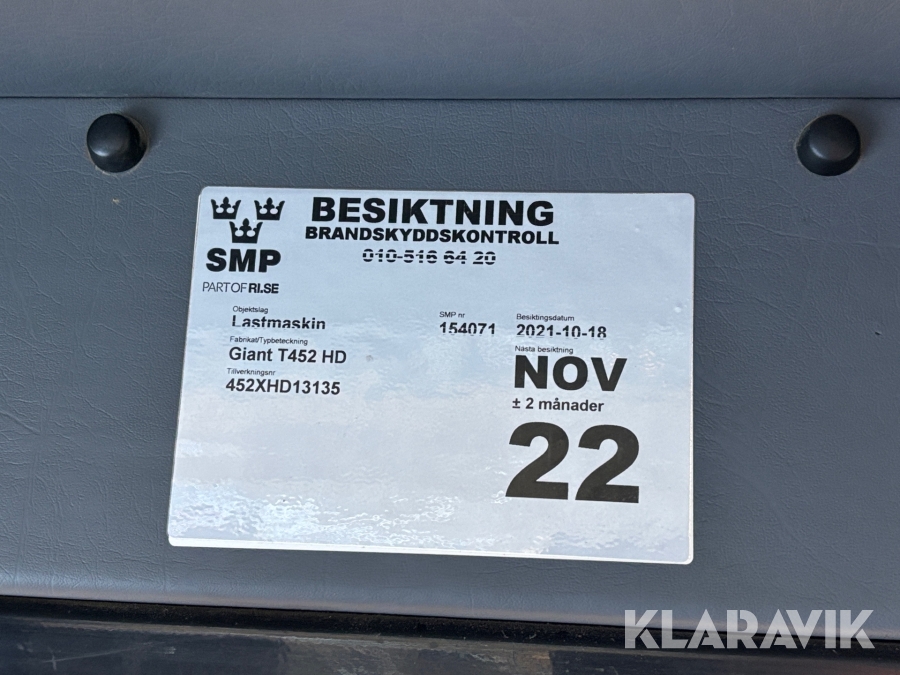 BESIKTNING
BRANDSKYDDSKONTROLL
010-516 64 20
SMP
PART OF RI.SE
Objektslag
Lastmaskin
SMP nr
154071
Besiktingsdatum
2021-10-18
Fabrikat/Typbeteckning
Giant T452 HD
Nästa besiktning
NOV
Tillverkningsnr
452XHD13135
± 2 månader
22
KLARAVIK